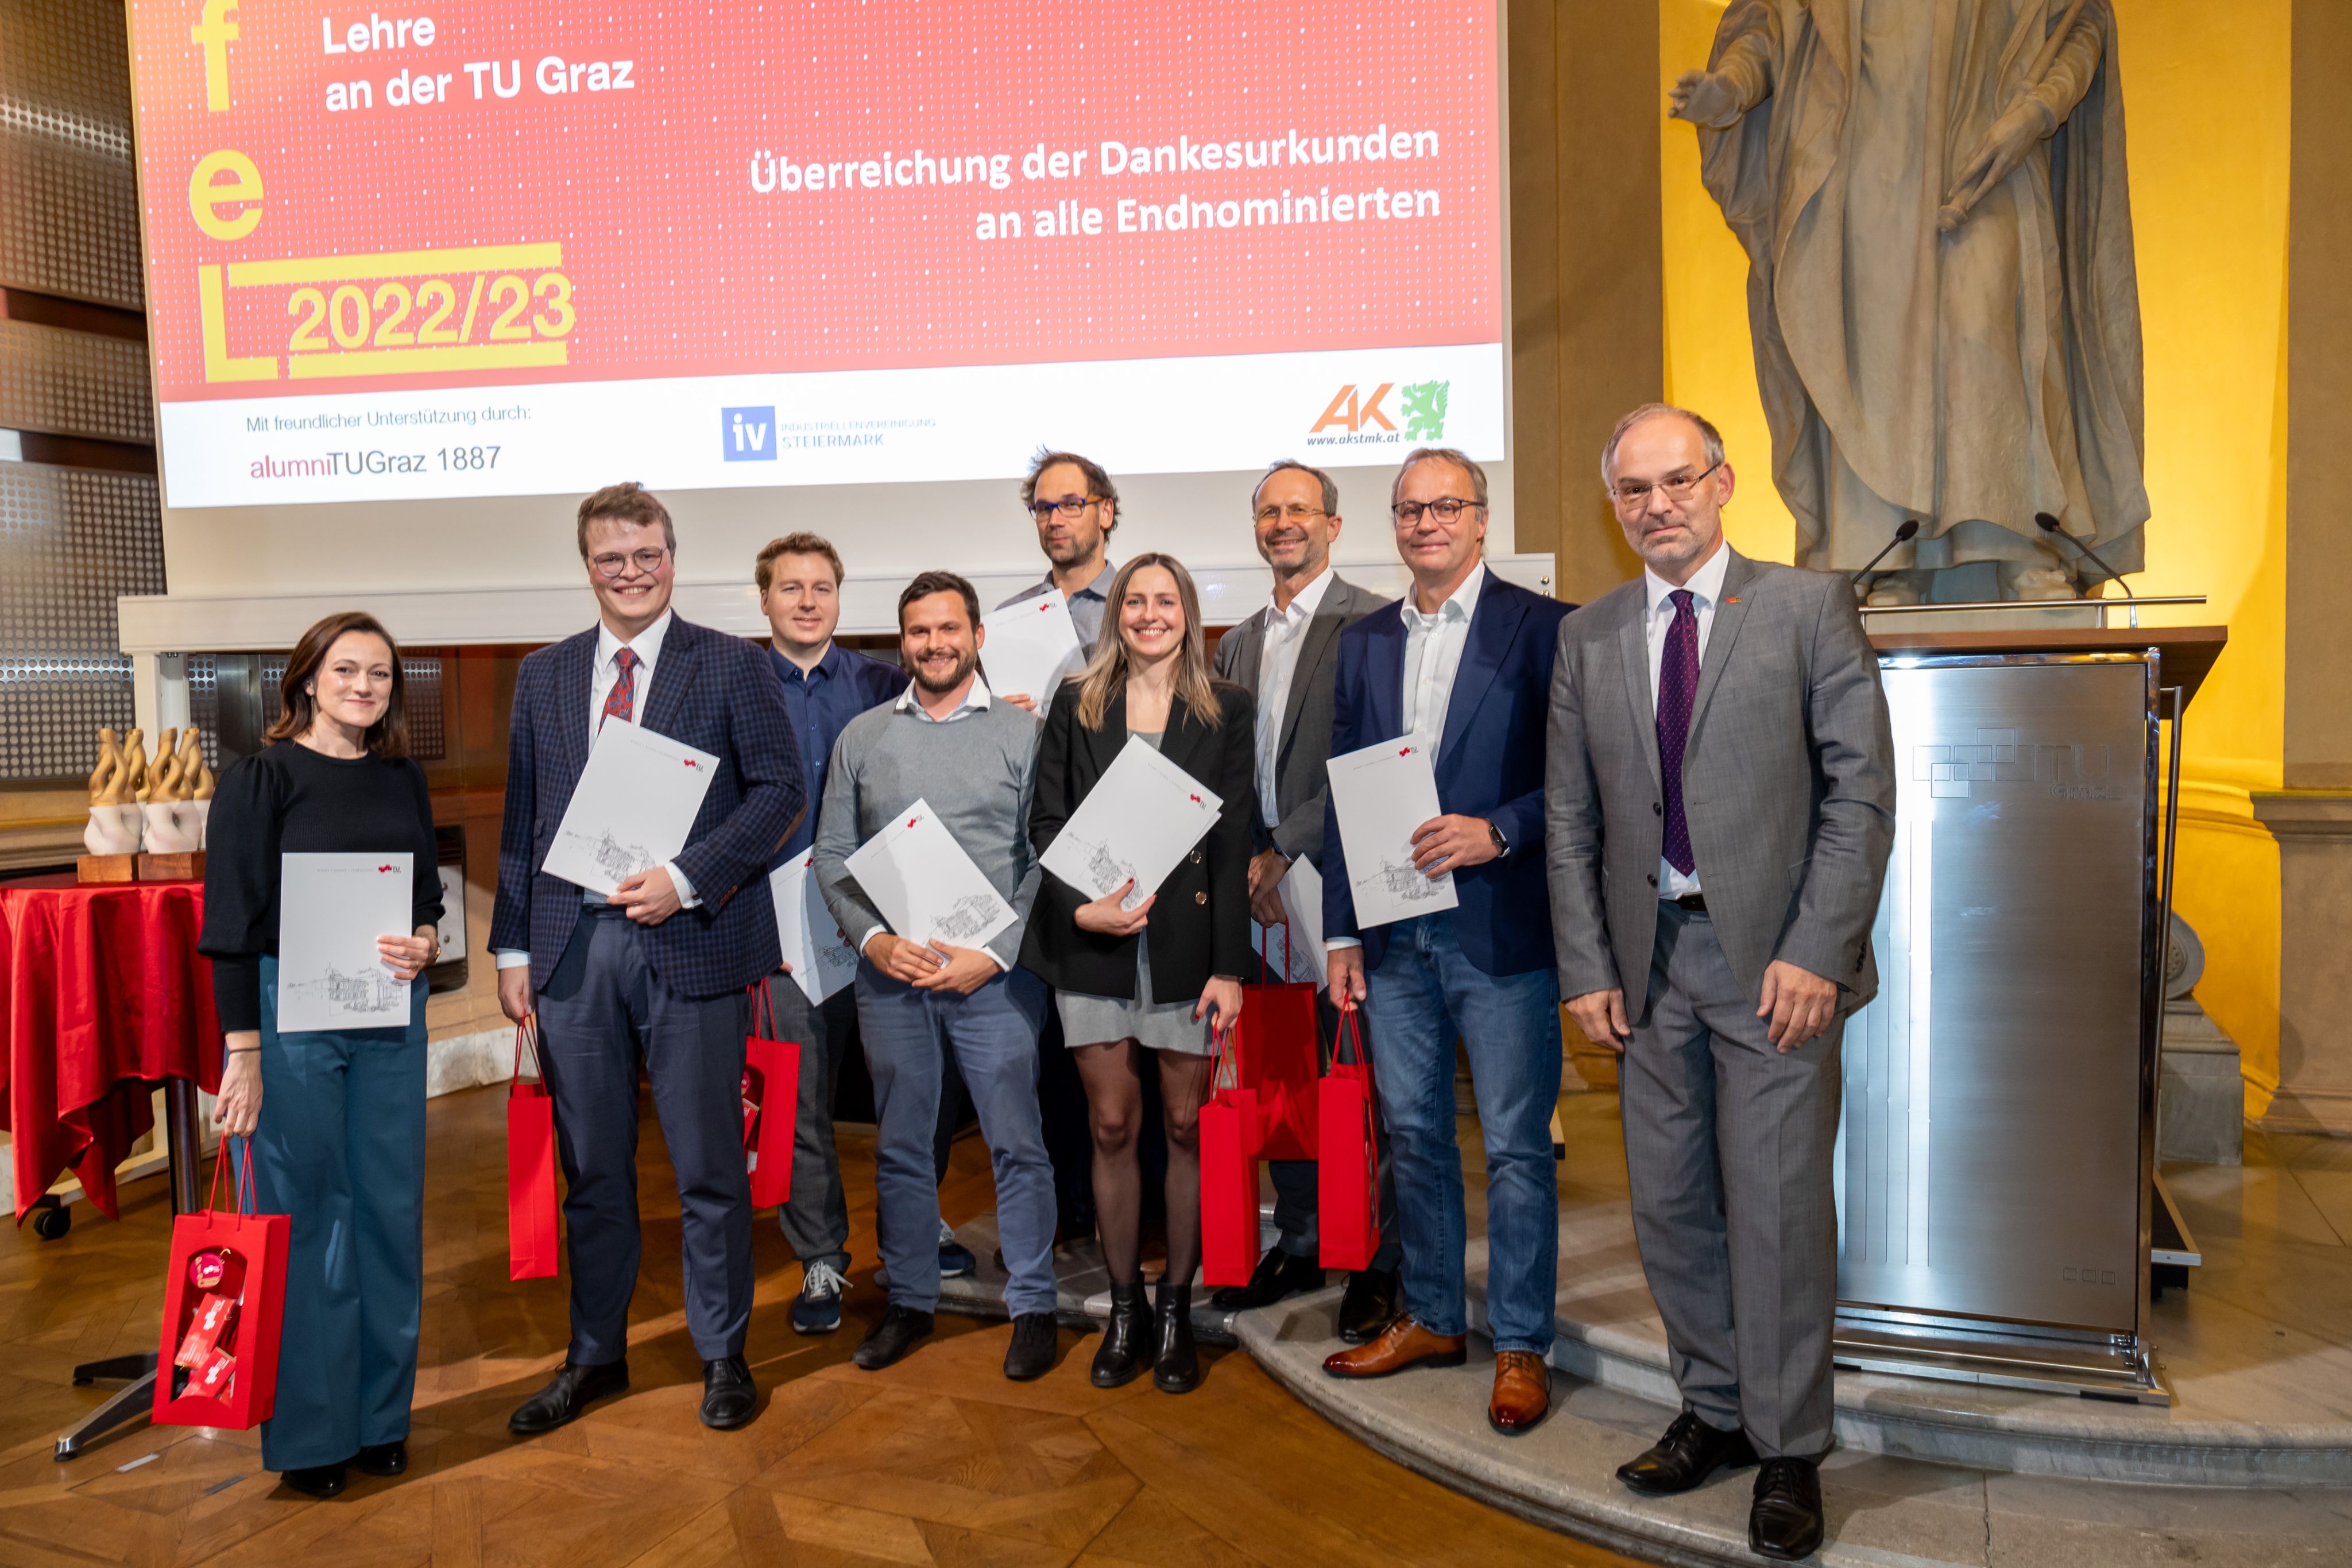 f
e
L
Lehre
an der TU Graz
Überreichung der Dankesurkunden
an alle Endnominierten
2022/23
Mit freundlicher Unterstützung durch:
alumniTUGraz 1887
iv INDUSTRIELLENVEREINIGUNG
STEIERMARK
AK
www.akstmk.at
TU